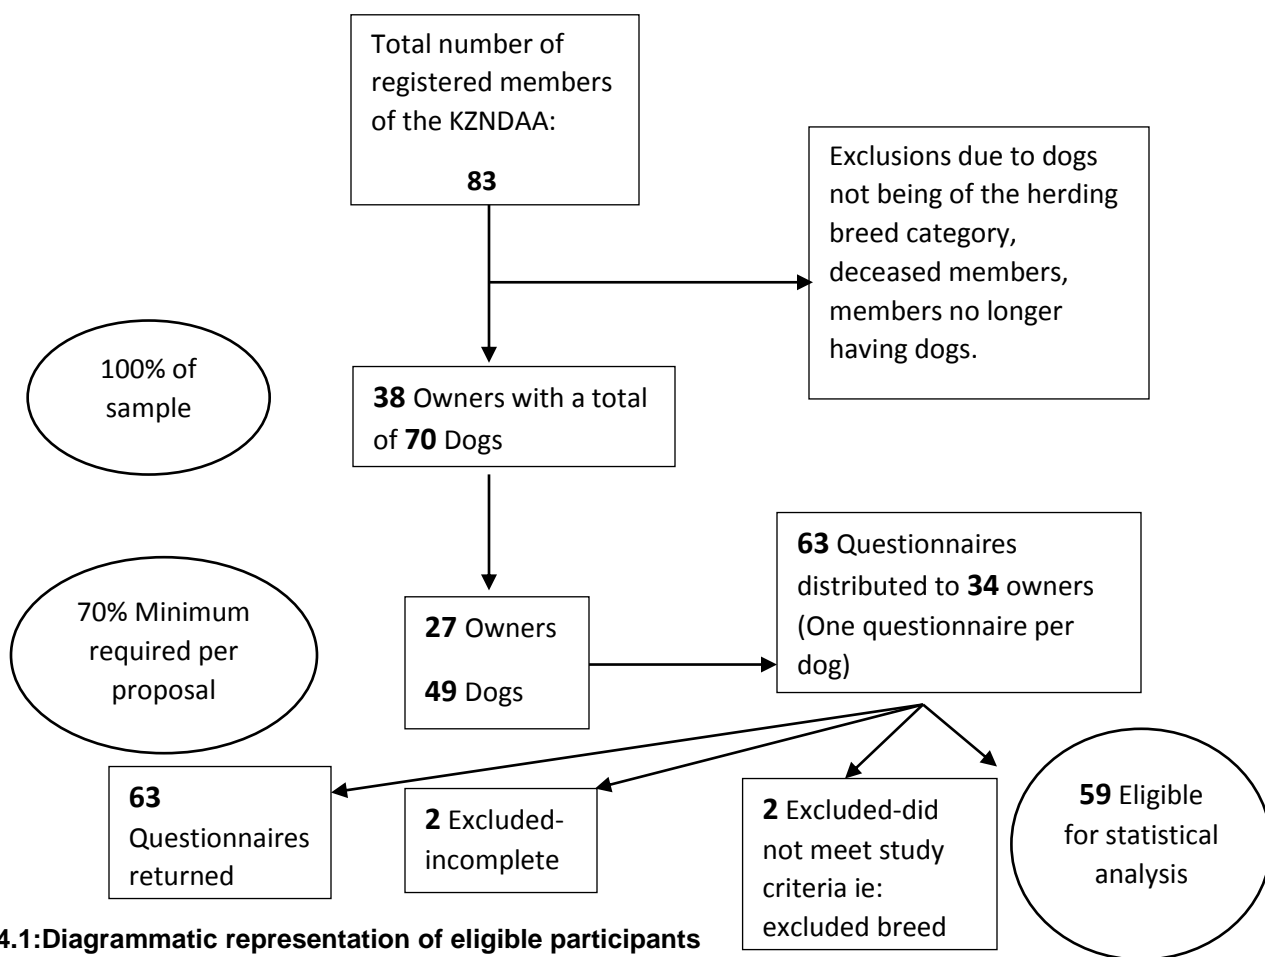 Total number of
registered members
of the KZNDAA:
83
Exclusions due to dogs
not being of the herding
breed category,
deceased members,
members no longer
having dogs.
100% of
sample
38 Owners with a total
of 70 Dogs
70% Minimum
required per
proposal
27 Owners
49 Dogs
63 Questionnaires
distributed to 34 owners
(One questionnaire per
dog)
63
Questionnaires
returned
2 Excluded-
incomplete
2 Excluded-did
not meet study
criteria ie:
excluded breed
59 Eligible
for statistical
analysis
4.1:Diagrammatic representation of eligible participants